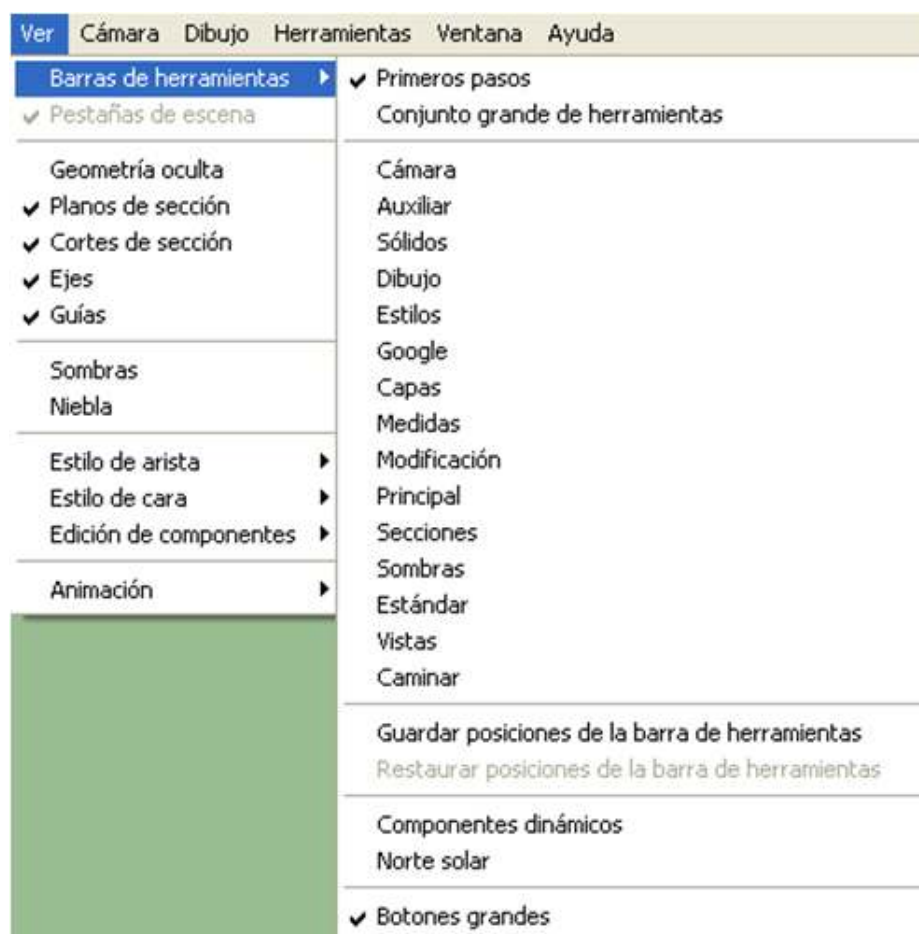 Ver Cámara Dibujo Herramientas Ventana Ayuda
Barras de herramientas
Pestañas de escena
Geometría oculta
Planos de sección
Cortes de sección
Ejes
Guías
Sombras
Niebla
Estilo de arista
Estilo de cara
Edición de componentes
Animación
Primeros pasos
Conjunto grande de herramientas
Cámara
Auxiliar
Sólidos
Dibujo
Estilos
Google
Capas
Medidas
Modificación
Principal
Secciones
Sombras
Estándar
Vistas
Caminar
Guardar posiciones de la barra de herramientas
Restaurar posiciones de la barra de herramientas
Componentes dinámicos
Norte solar
Botones grandes